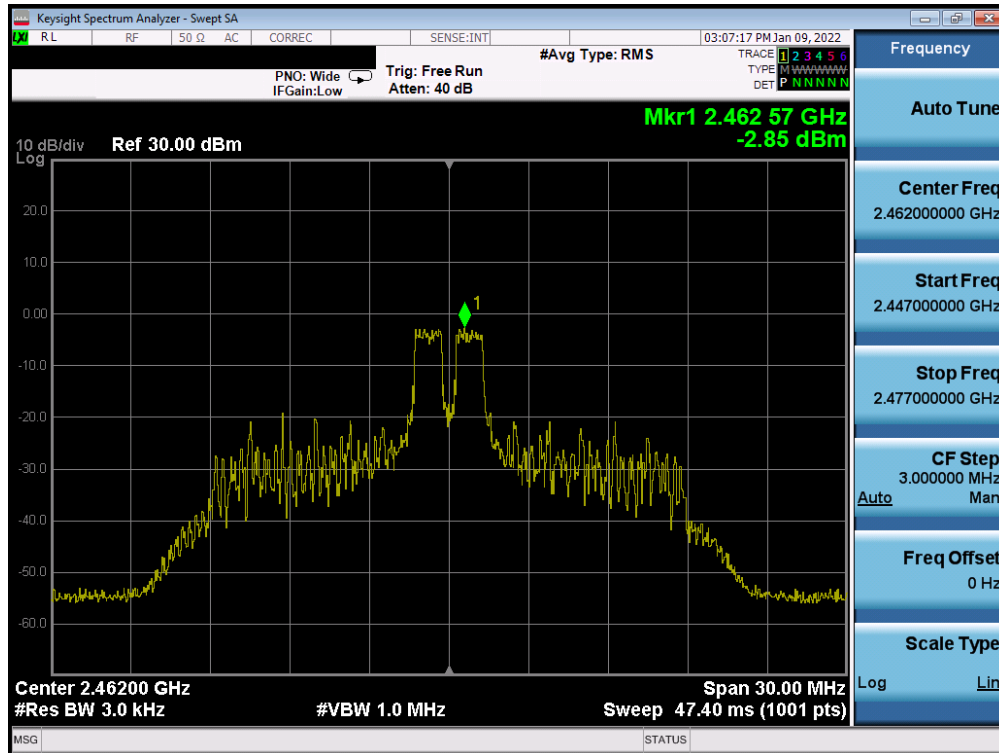 Keysight Spectrum Analyzer - Swept SA
LXI RL RF 50 Ω AC CORREC SENSE:INT 03:07:17 PM Jan 09, 2022
PNO: Wide
IFGain:Low
Trig: Free Run
Atten: 40 dB
#Avg Type: RMS
TRACE 1 2 3 4 5 6
TYPE M WWWWW
DET P N N N N N
Mkr1 2.462 57 GHz
-2.85 dBm
10 dB/div Ref 30.00 dBm
Log
20.0
10.0
0.00
1
-10.0
-20.0
-30.0
-40.0
-50.0
-60.0
Center 2.46200 GHz Span 30.00 MHz
#Res BW 3.0 kHz #VBW 1.0 MHz Sweep 47.40 ms (1001 pts)
MSG STATUS
Frequency
Auto Tune
Center Freq
2.462000000 GHz
Start Freq
2.447000000 GHz
Stop Freq
2.477000000 GHz
CF Step
3.000000 MHz
Auto Man
Freq Offset
0 Hz
Scale Type
Log Lin